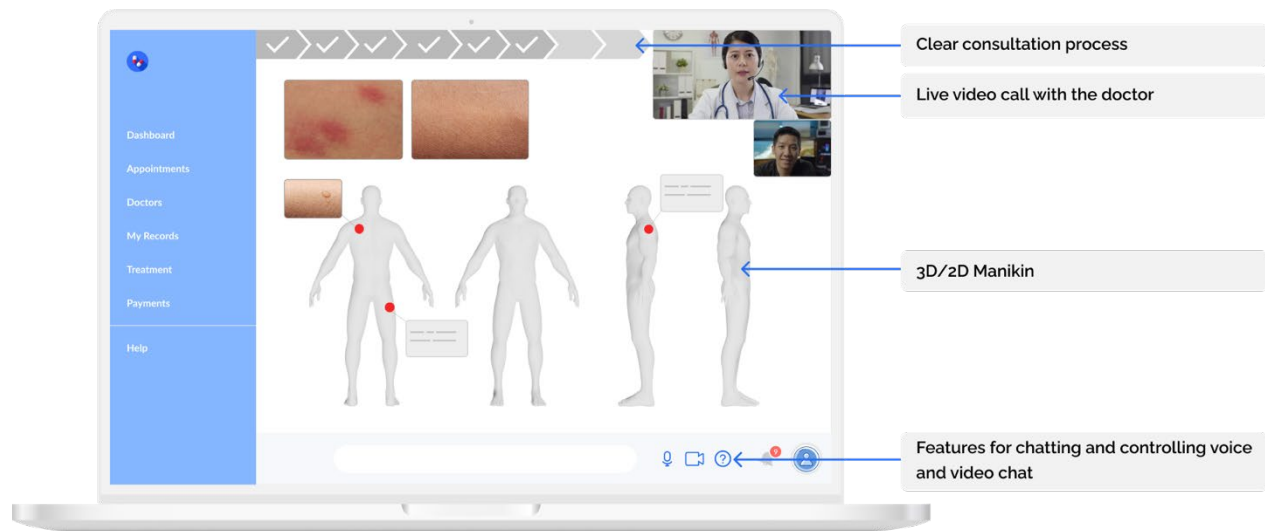 Dashboard
Appointments
Doctors
My Records
Treatment
Payments
Help
Clear consultation process
Live video call with the doctor
3D/2D Manikin
Features for chatting and controlling voice
and video chat